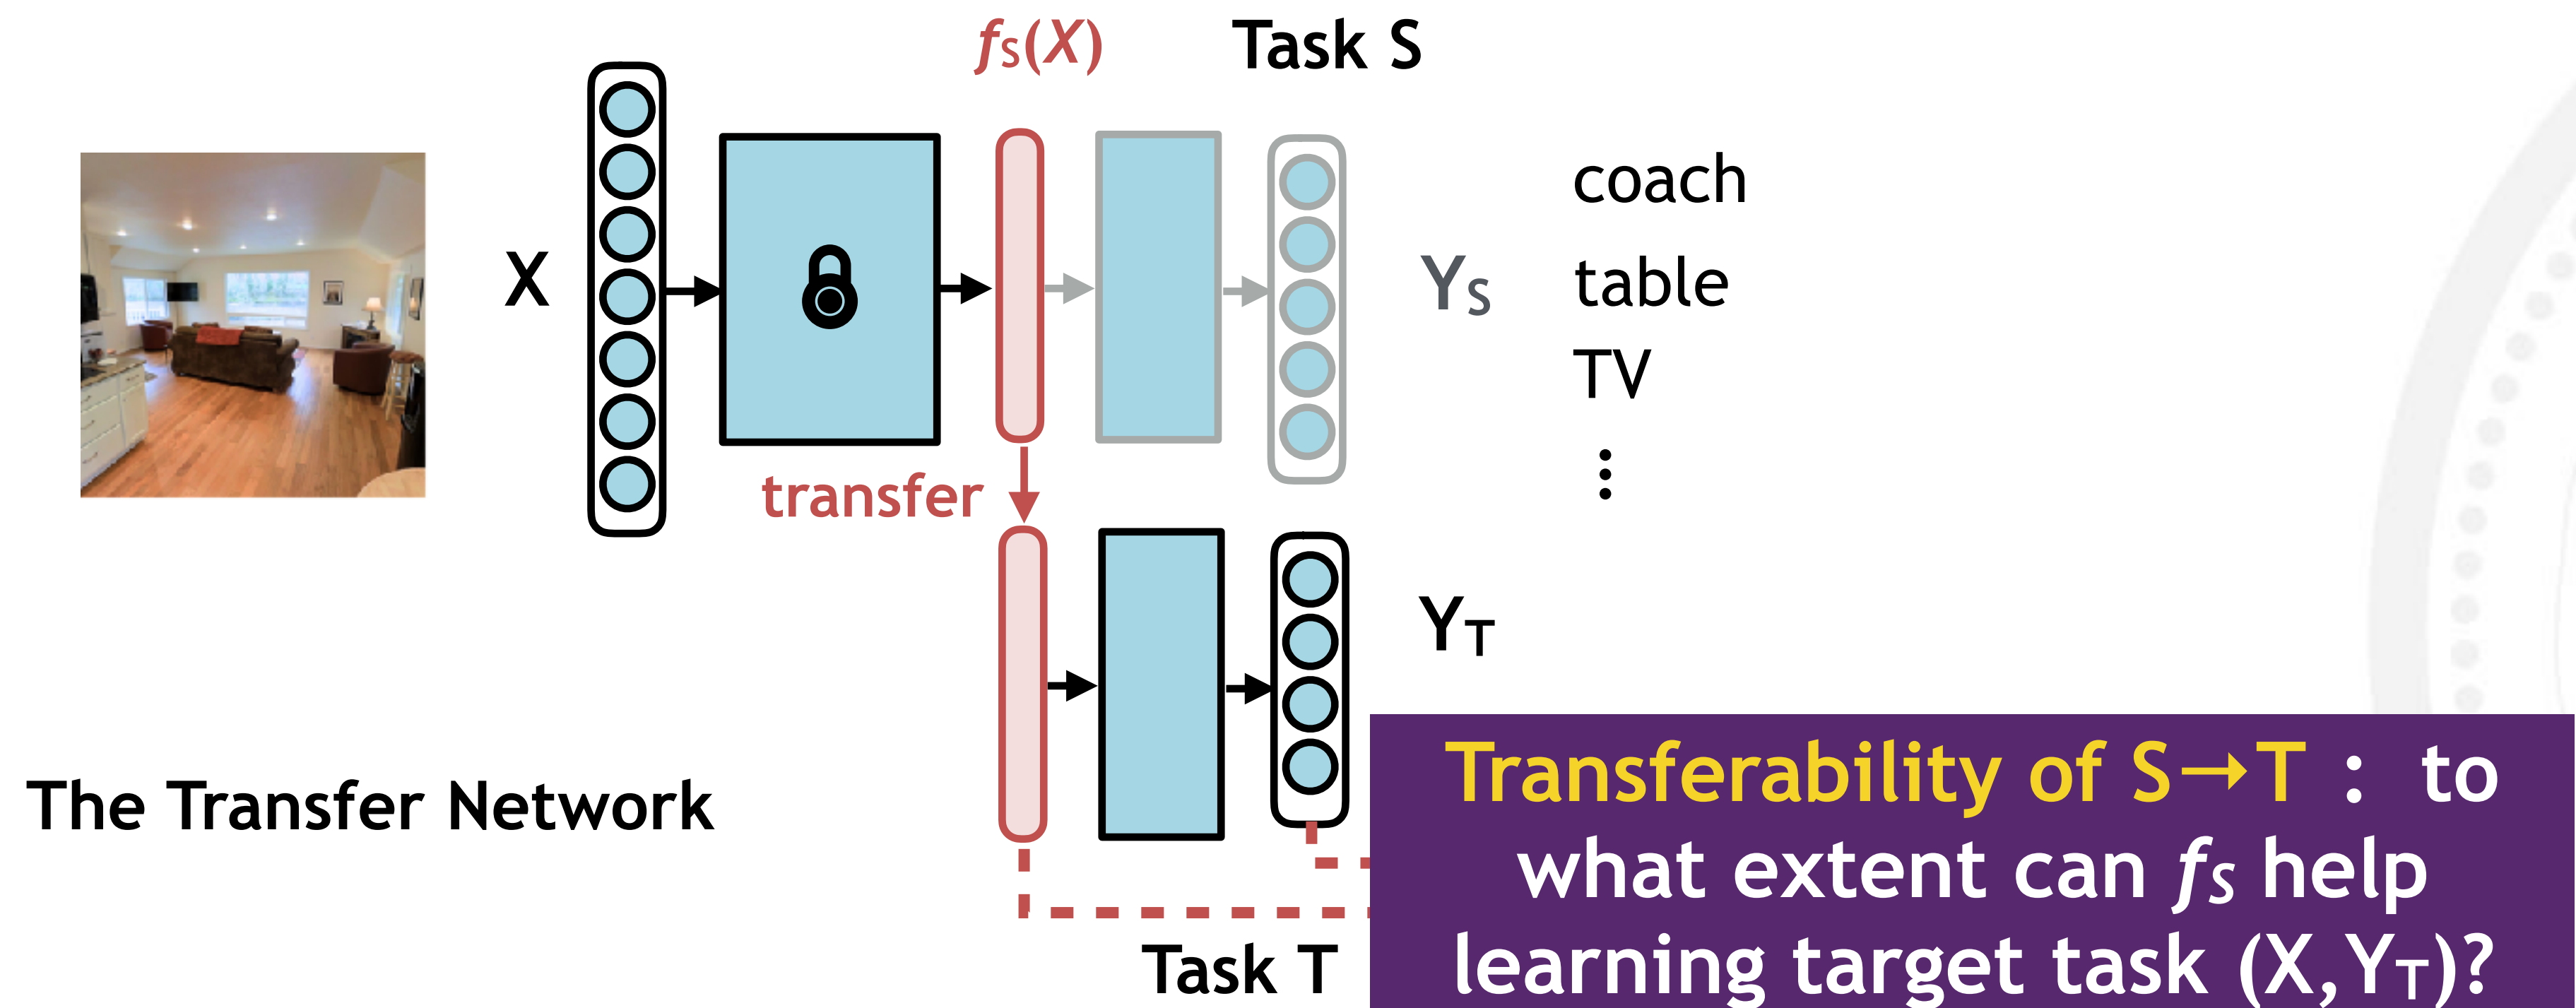 fS(X)
Task S
X
YS
coach
table
TV
⋮
transfer
YT
The Transfer Network
Task T
Transferability of S→T : to
what extent can fS help
learning target task (X,YT)?